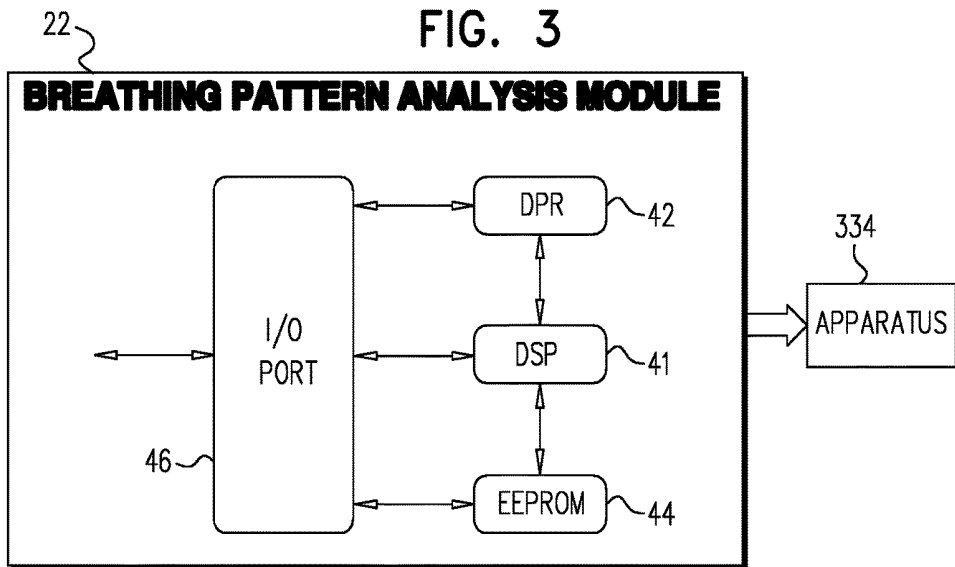 22
FIG. 3
BREATHING PATTERN ANALYSIS MODULE
I/O
PORT
46
DPR
42
DSP
41
EEPROM
44
334
APPARATUS